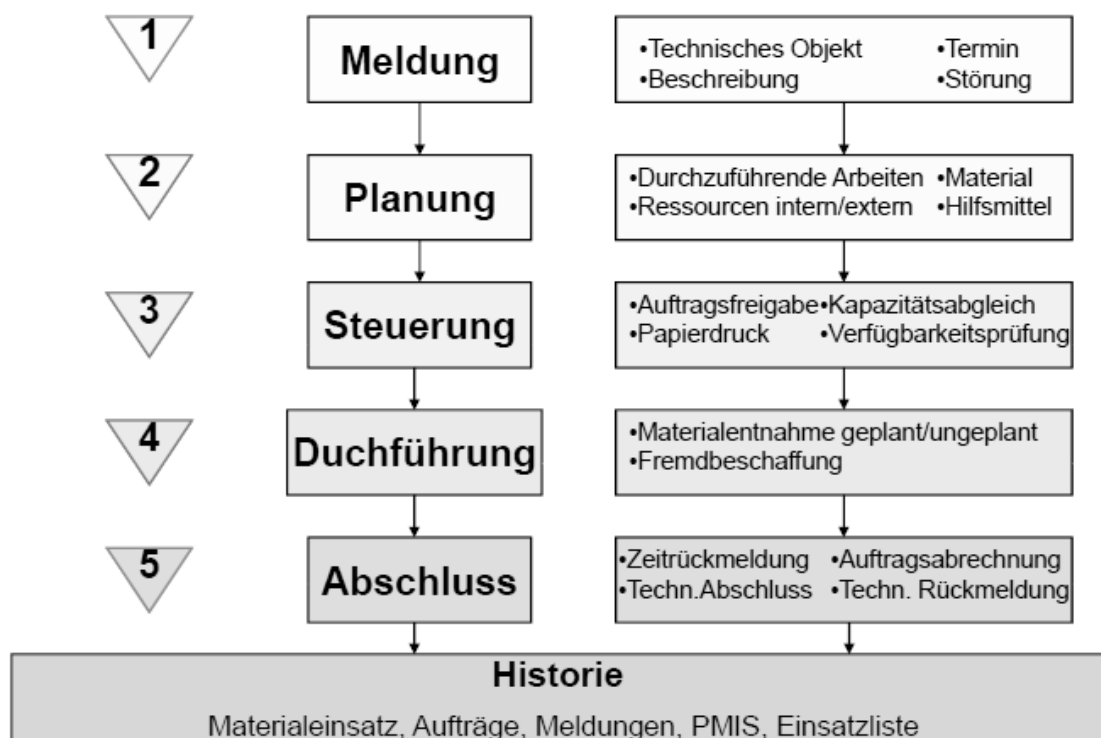 1
Meldung
•Technisches Objekt •Termin
•Beschreibung •Störung
2
Planung
•Durchzuführende Arbeiten •Material
•Ressourcen intern/extern •Hilfsmittel
3
Steuerung
•Auftragsfreigabe •Kapazitätsabgleich
•Papierdruck •Verfügbarkeitsprüfung
4
Duchführung
•Materialentnahme geplant/ungeplant
•Fremdbeschaffung
5
Abschluss
•Zeitrückmeldung •Auftragsabrechnung
•Techn.Abschluss •Techn. Rückmeldung
Historie
Materialeinsatz, Aufträge, Meldungen, PMIS, Einsatzliste